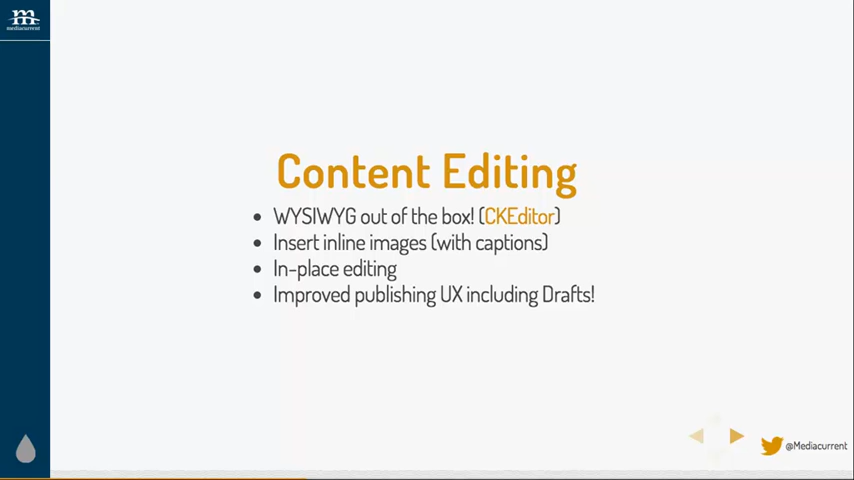 mediacurrent
Content Editing
WYSIWYG out of the box! (CKEditor)
Insert inline images (with captions)
In-place editing
Improved publishing UX including Drafts!
@Mediacurrent